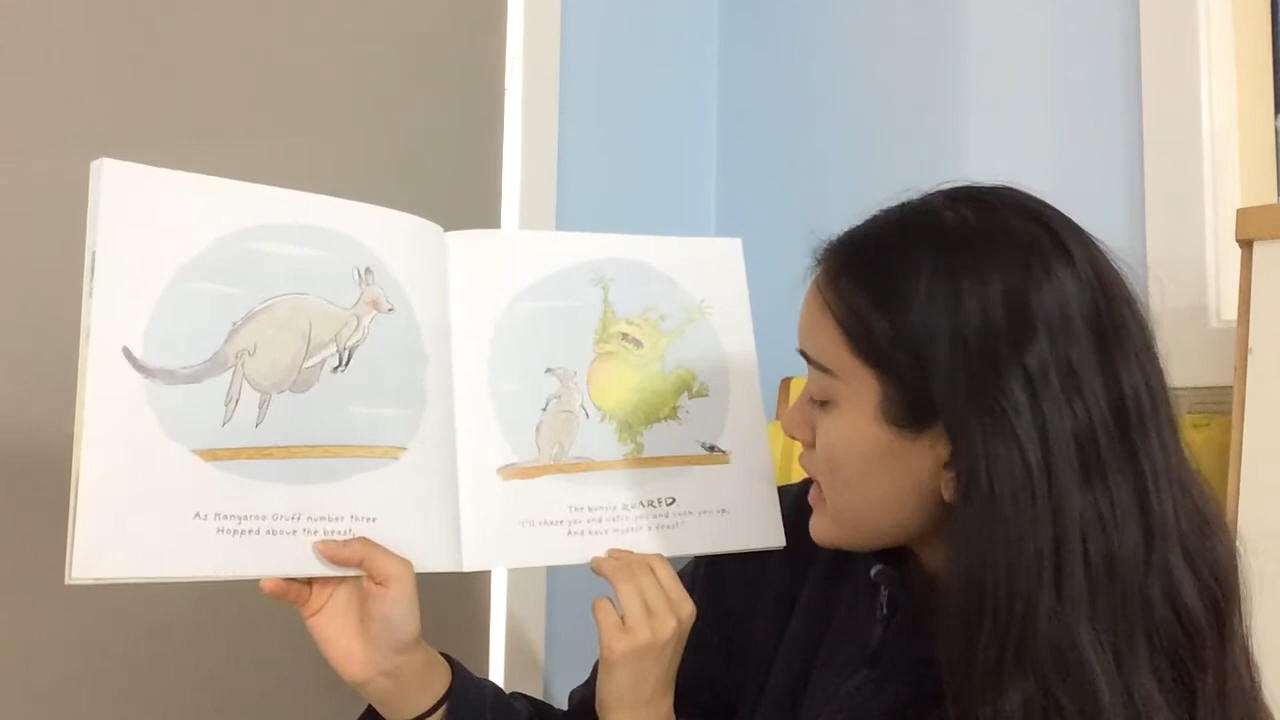 As Kangaroo Gruff number three
Hopped above the beast,
The bunyip ROARED,
"I'll chase you and catch you and cook you up,
And have myself a feast."